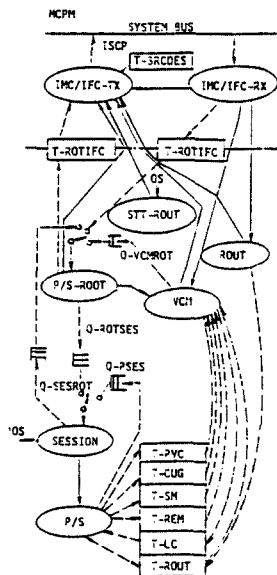 MCPM
SYSTEM BUS
ISCP
T-SRCDES
IMC/IFC-TX
IMC/IFC-RX
T-ROTIFC
T-ROTIFC
OS
STT-ROUT
Q-VCMROT
ROUT
P/S-ROOT
VCM
Q-ROTSES
Q-PSES
Q-SESROT
OS
SESSION
T-PVC
T-CUG
T-SM
P/S
T-REM
T-LC
T-ROUT